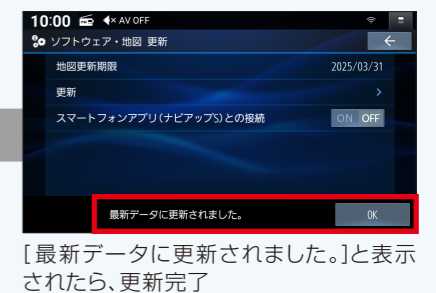 10:00 × AV OFF
ソフトウェア・地図 更新
地図更新期限 2025/03/31
更新
スマートフォンアプリ(ナビアップS)との接続 ON OFF
最新データに更新されました。 OK
[最新データに更新されました。]と表示
されたら、更新完了